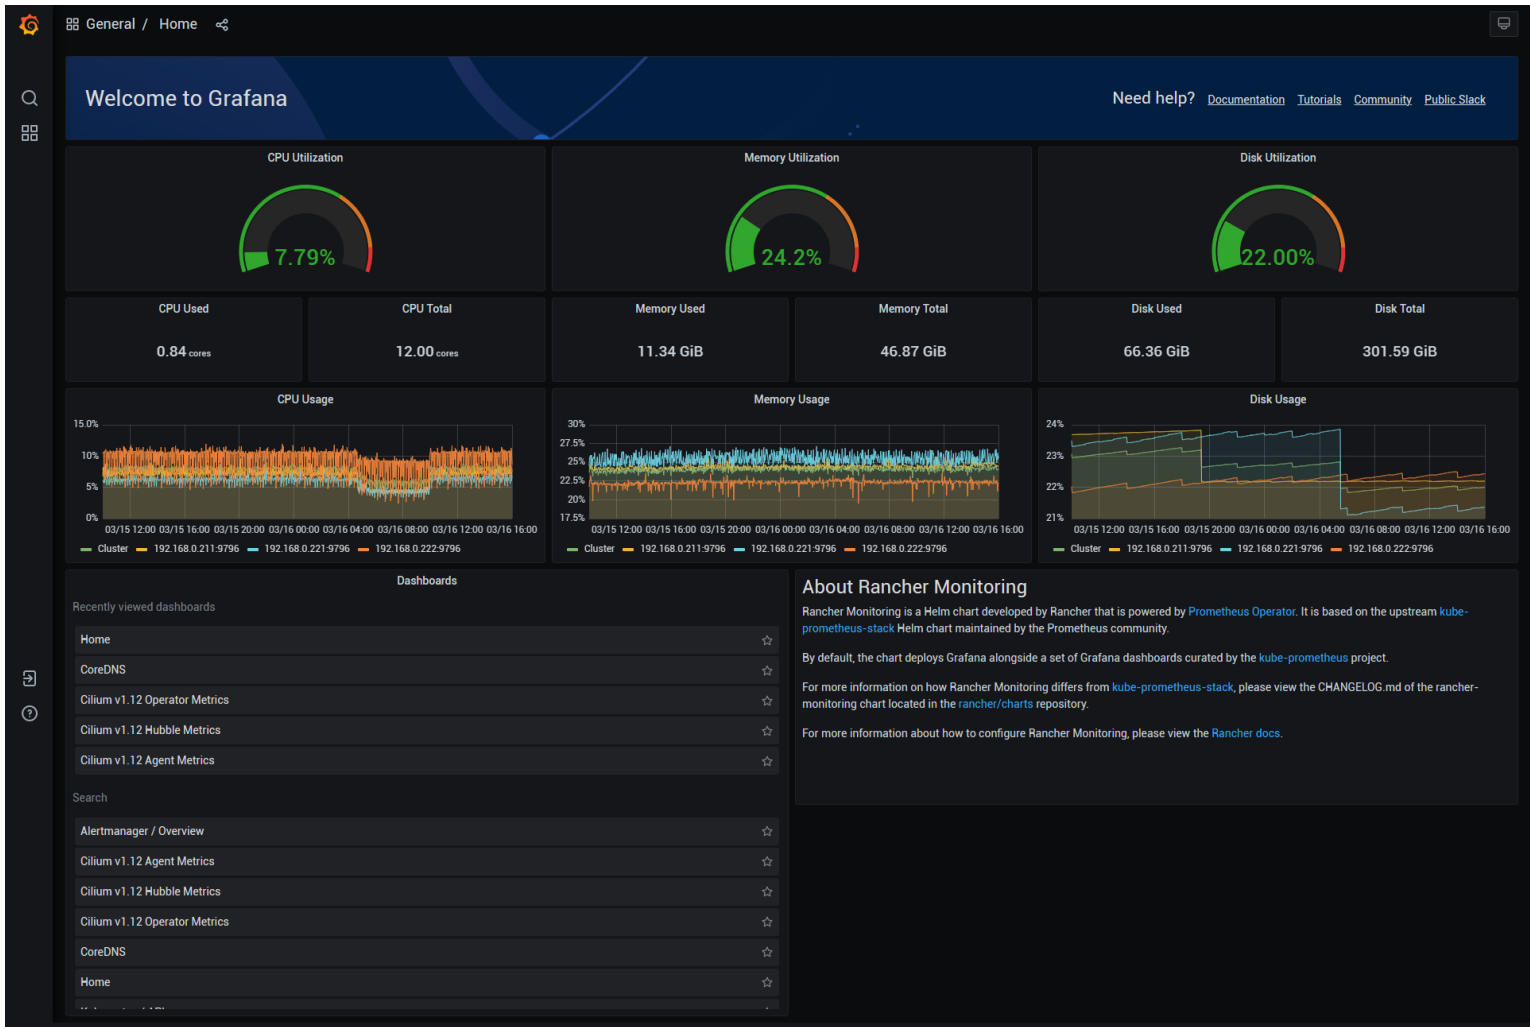 General / Home
Welcome to Grafana
Need help? Documentation Tutorials Community Public Slack
CPU Utilization
7.79%
Memory Utilization
24.2%
Disk Utilization
22.00%
CPU Used
0.84 cores
CPU Total
12.00 cores
Memory Used
11.34 GiB
Memory Total
46.87 GiB
Disk Used
66.36 GiB
Disk Total
301.59 GiB
CPU Usage
15.0%
10%
5%
0%
03/15 12:00 03/15 16:00 03/15 20:00 03/16 00:00 03/16 04:00 03/16 08:00 03/16 12:00 03/16 16:00
Cluster 192.168.0.211:9796 192.168.0.221:9796 192.168.0.222:9796
Memory Usage
30%
27.5%
25%
22.5%
20%
17.5%
03/15 12:00 03/15 16:00 03/15 20:00 03/16 00:00 03/16 04:00 03/16 08:00 03/16 12:00 03/16 16:00
Cluster 192.168.0.211:9796 192.168.0.221:9796 192.168.0.222:9796
Disk Usage
24%
23%
22%
21%
03/15 12:00 03/15 16:00 03/15 20:00 03/16 00:00 03/16 04:00 03/16 08:00 03/16 12:00 03/16 16:00
Cluster 192.168.0.211:9796 192.168.0.221:9796 192.168.0.222:9796
Dashboards
Recently viewed dashboards
Home
CoreDNS
Cilium v1.12 Operator Metrics
Cilium v1.12 Hubble Metrics
Cilium v1.12 Agent Metrics
Search
Alertmanager / Overview
Cilium v1.12 Agent Metrics
Cilium v1.12 Hubble Metrics
Cilium v1.12 Operator Metrics
CoreDNS
Home
About Rancher Monitoring
Rancher Monitoring is a Helm chart developed by Rancher that is powered by Prometheus Operator. It is based on the upstream kube-
prometheus-stack Helm chart maintained by the Prometheus community.
By default, the chart deploys Grafana alongside a set of Grafana dashboards curated by the kube-prometheus project.
For more information on how Rancher Monitoring differs from kube-prometheus-stack, please view the CHANGELOG.md of the rancher-
monitoring chart located in the rancher/charts repository.
For more information about how to configure Rancher Monitoring, please view the Rancher docs.